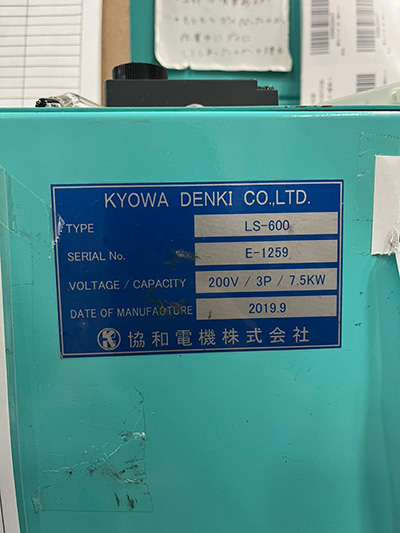 KYOWA DENKI CO.,LTD.
TYPE LS-600
SERIAL No. E-1259
VOLTAGE / CAPACITY 200V / 3P / 7.5KW
DATE OF MANUFACTURE 2019.9
協和電機株式会社